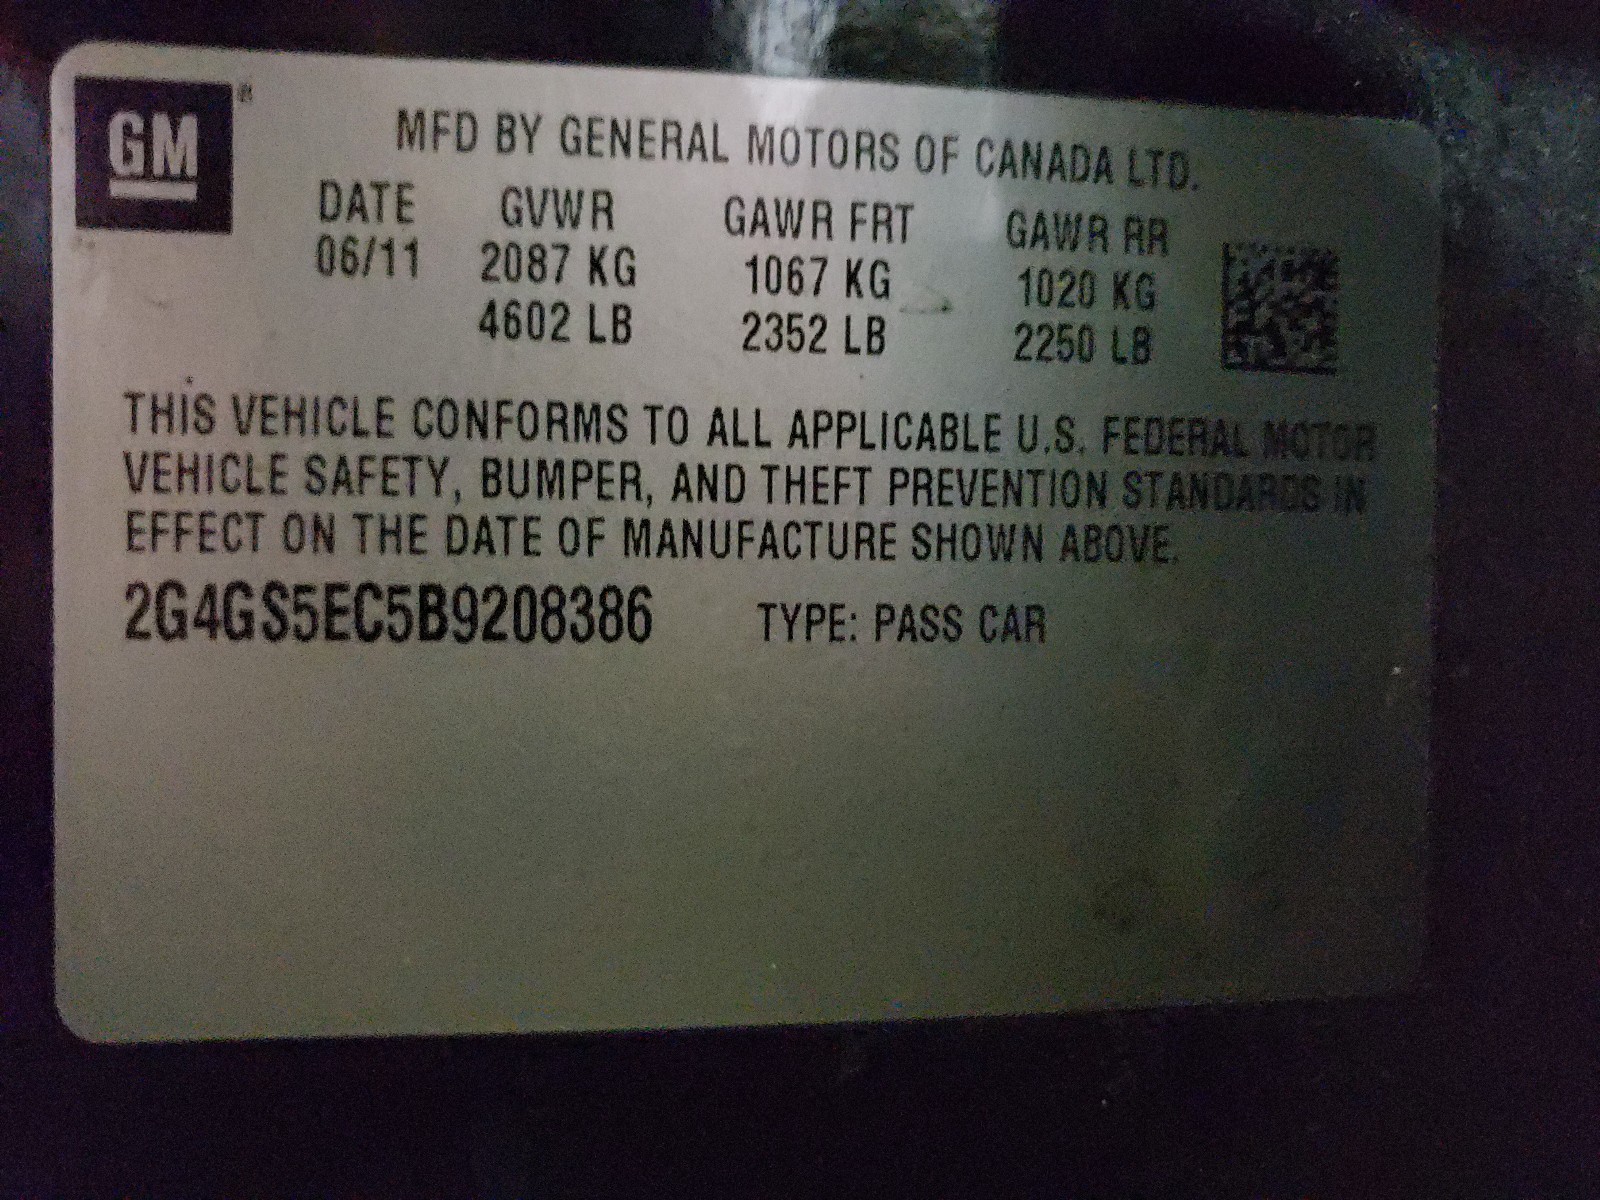 GM ®
MFD BY GENERAL MOTORS OF CANADA LTD.
DATE GVWR GAWR FRT GAWR RR
06/11 2087 KG 1067 KG 1020 KG
4602 LB 2352 LB 2250 LB
THIS VEHICLE CONFORMS TO ALL APPLICABLE U.S. FEDERAL MOTOR
VEHICLE SAFETY, BUMPER, AND THEFT PREVENTION STANDARDS IN
EFFECT ON THE DATE OF MANUFACTURE SHOWN ABOVE.
2G4GS5EC5B9208386 TYPE: PASS CAR